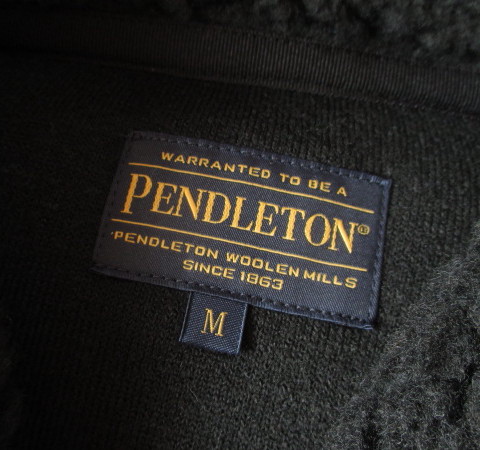 WARRANTED TO BE A
PENDLETON®
PENDLETON WOOLEN MILLS
SINCE 1863
M